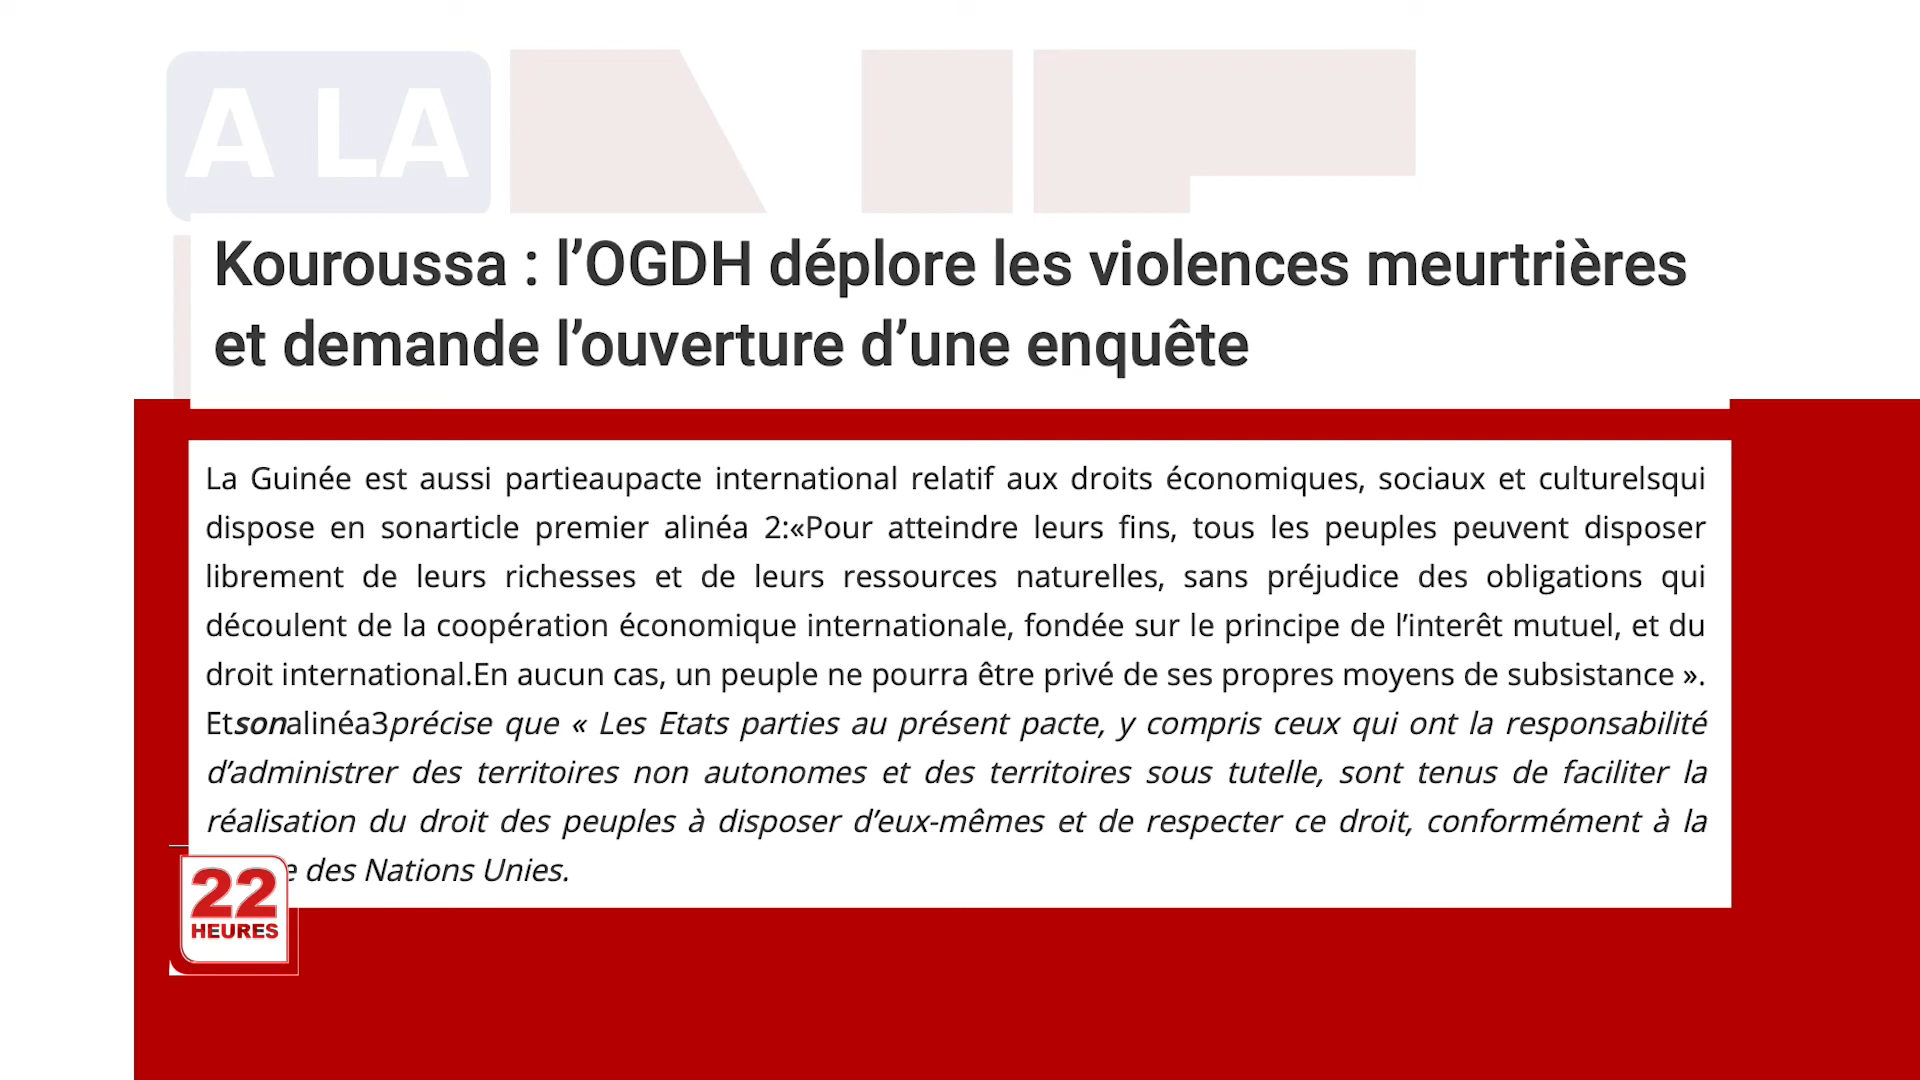 A LA
Kouroussa : l’OGDH déplore les violences meurtrières
et demande l’ouverture d’une enquête
La Guinée est aussi partieaupacte international relatif aux droits économiques, sociaux et culturelsqui
dispose en sonarticle premier alinéa 2:«Pour atteindre leurs fins, tous les peuples peuvent disposer
librement de leurs richesses et de leurs ressources naturelles, sans préjudice des obligations qui
découlent de la coopération économique internationale, fondée sur le principe de l’interêt mutuel, et du
droit international.En aucun cas, un peuple ne pourra être privé de ses propres moyens de subsistance ».
Etsonalinéa3précise que « Les Etats parties au présent pacte, y compris ceux qui ont la responsabilité
d’administrer des territoires non autonomes et des territoires sous tutelle, sont tenus de faciliter la
réalisation du droit des peuples à disposer d’eux-mêmes et de respecter ce droit, conformément à la
des Nations Unies.
22
HEURES